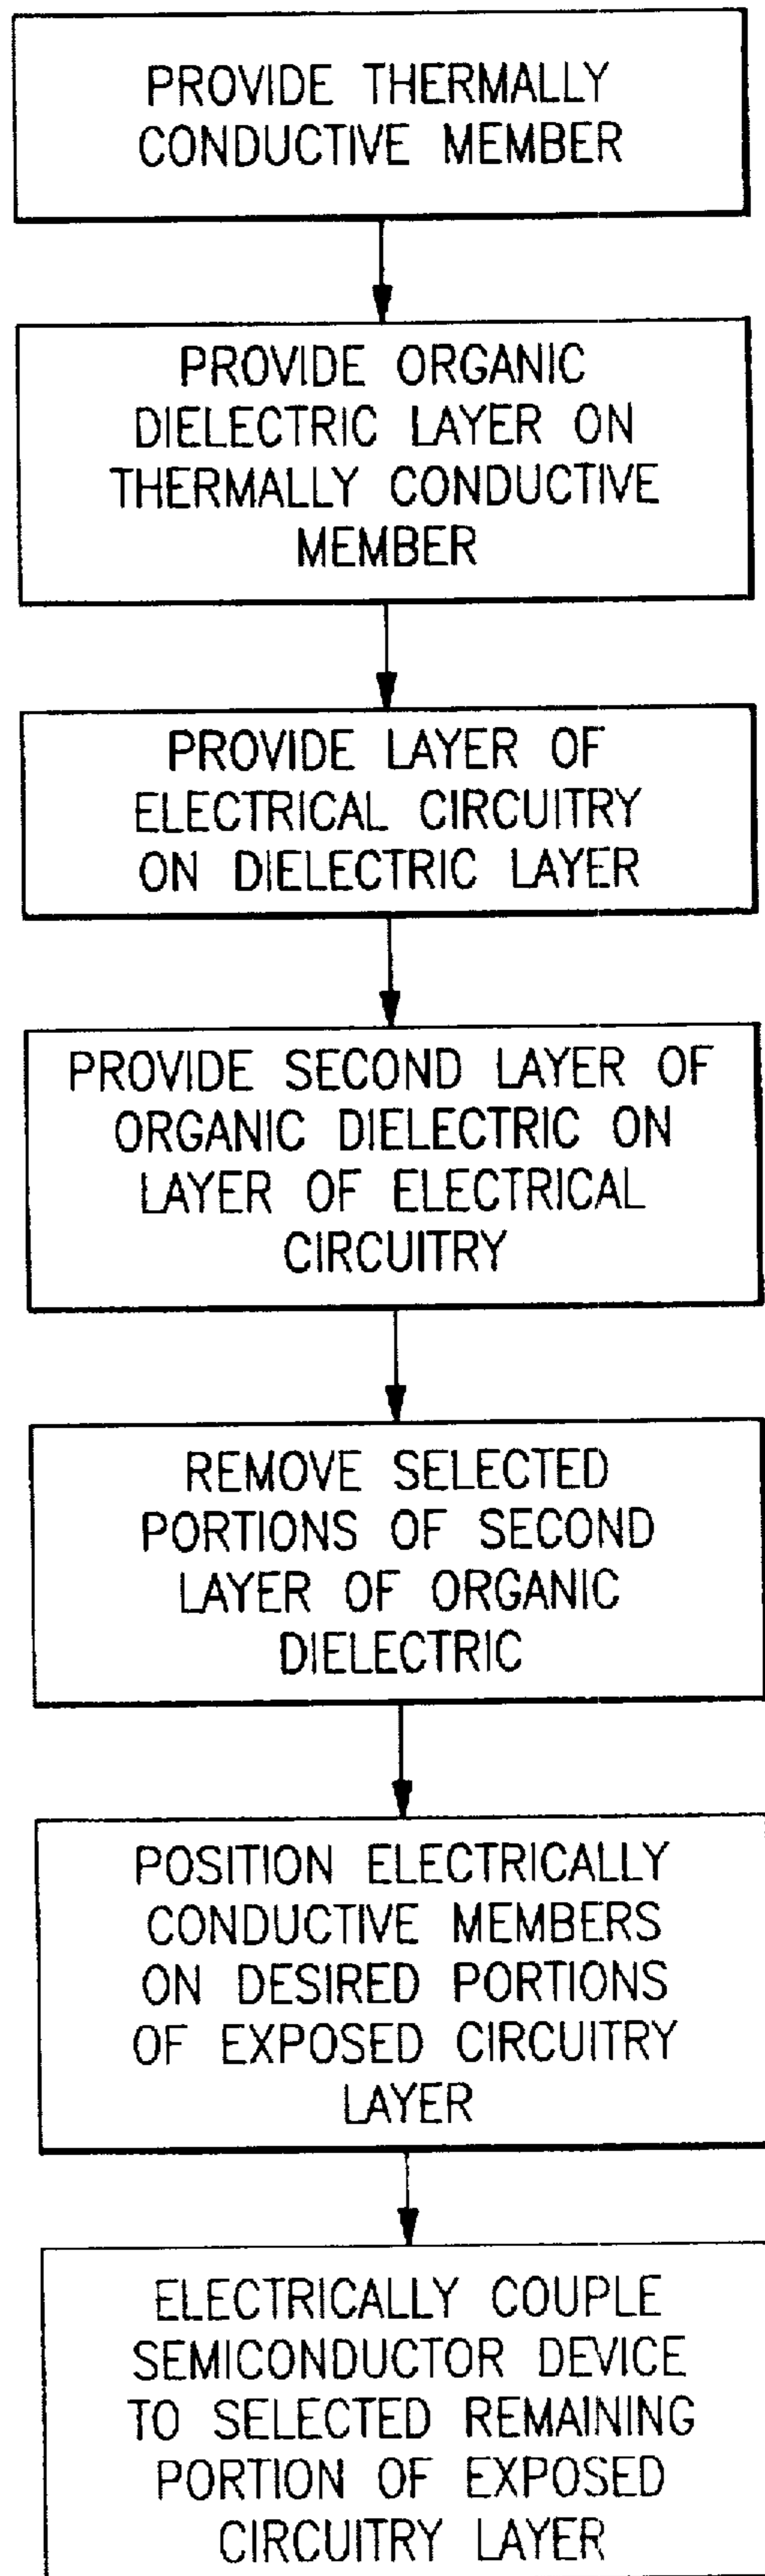 PROVIDE THERMALLY
CONDUCTIVE MEMBER
PROVIDE ORGANIC
DIELECTRIC LAYER ON
THERMALLY CONDUCTIVE
MEMBER
PROVIDE LAYER OF
ELECTRICAL CIRCUITRY
ON DIELECTRIC LAYER
PROVIDE SECOND LAYER OF
ORGANIC DIELECTRIC ON
LAYER OF ELECTRICAL
CIRCUITRY
REMOVE SELECTED
PORTIONS OF SECOND
LAYER OF ORGANIC
DIELECTRIC
POSITION ELECTRICALLY
CONDUCTIVE MEMBERS
ON DESIRED PORTIONS
OF EXPOSED CIRCUITRY
LAYER
ELECTRICALLY COUPLE
SEMICONDUCTOR DEVICE
TO SELECTED REMAINING
PORTION OF EXPOSED
CIRCUITRY LAYER